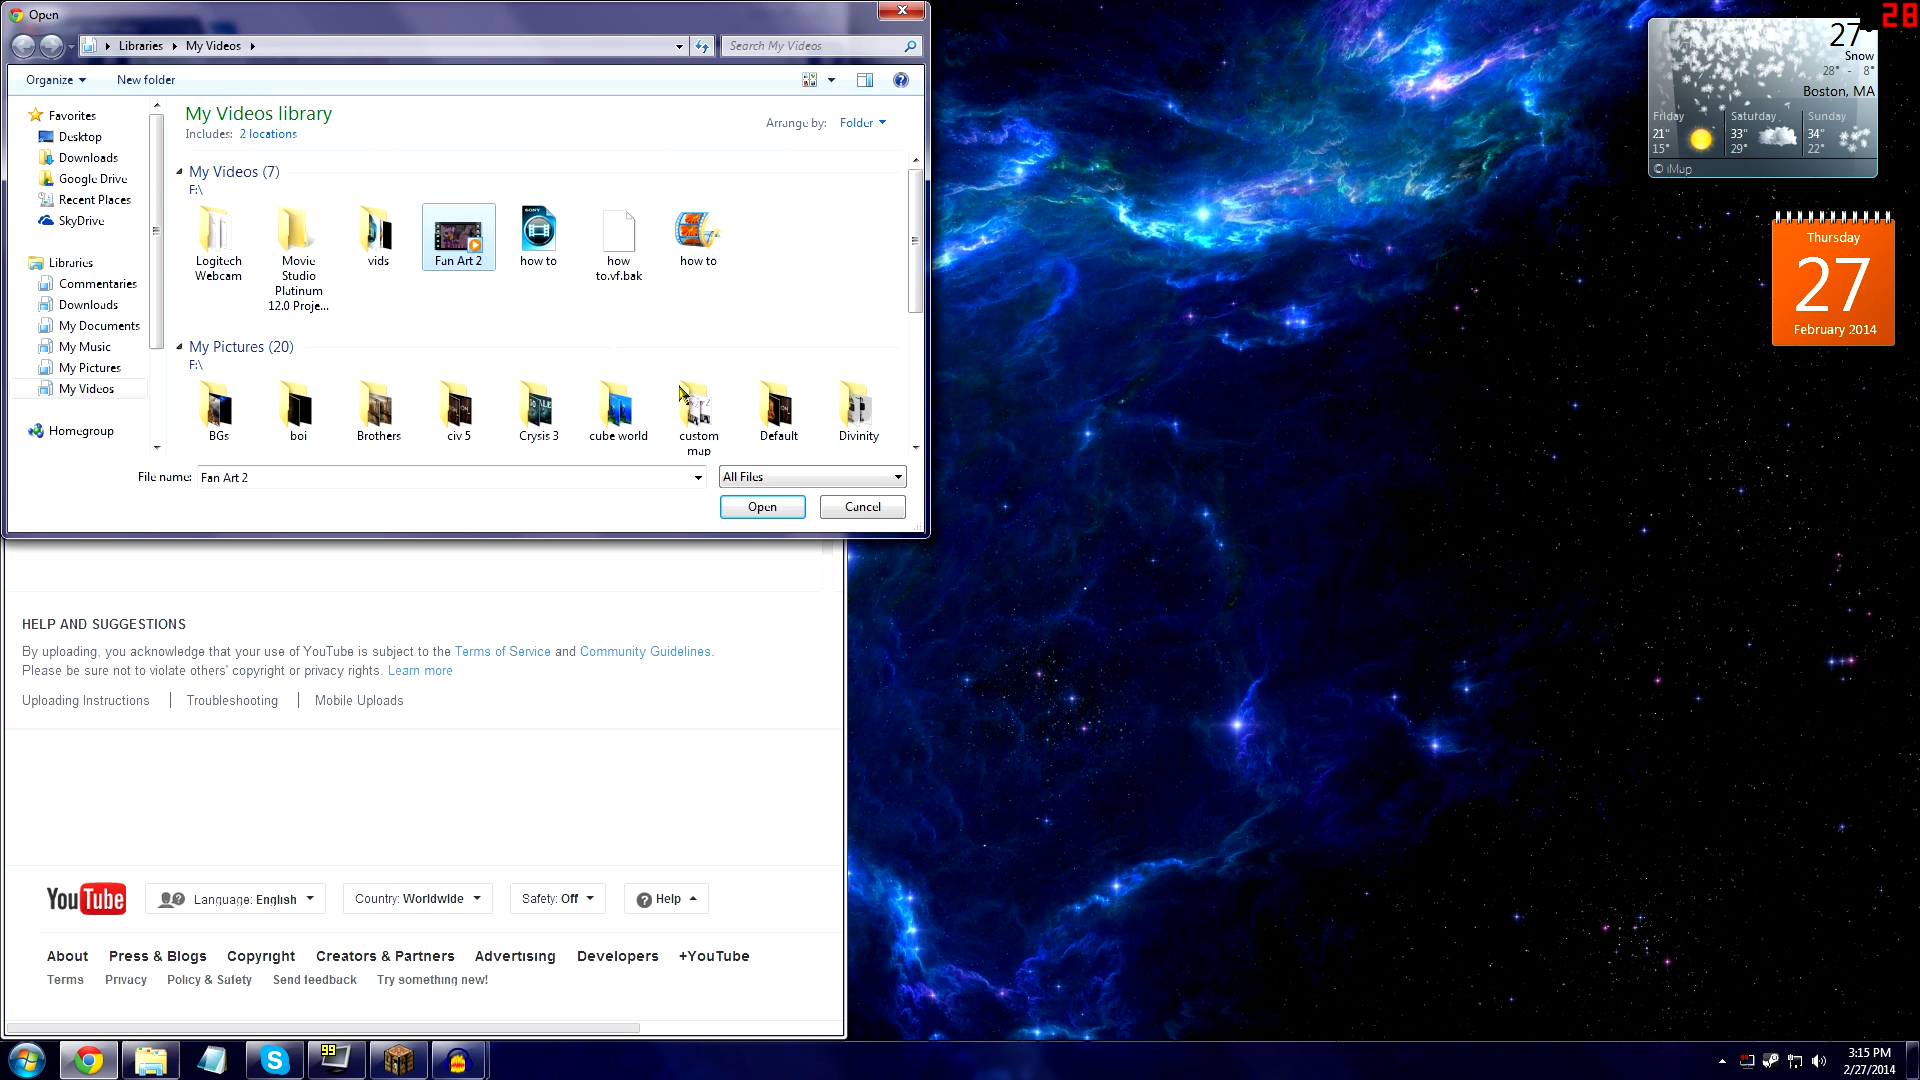 Open
Libraries
My Videos
Search My Videos
Organize
New folder
Favorites
Desktop
Downloads
Google Drive
Recent Places
SkyDrive
Libraries
Commentaries
Downloads
My Documents
My Music
My Pictures
My Videos
Homegroup
My Videos library
Includes: 2 locations
Arrange by: Folder
My Videos (7)
F:\
Logitech Webcam
Movie Studio Platinum 12.0 Proje...
vids
Fan Art 2
SONY
how to
how to.vf.bak
how to
My Pictures (20)
F:\
BGs
boi
Brothers
civ 5
Crysis 3
cube world
custom map
Default
Divinity
File name: Fan Art 2
All Files
Open
Cancel
HELP AND SUGGESTIONS
By uploading, you acknowledge that your use of YouTube is subject to the Terms of Service and Community Guidelines.
Please be sure not to violate others' copyright or privacy rights. Learn more
Uploading Instructions
Troubleshooting
Mobile Uploads
YouTube
Language: English
Country: Worldwide
Safety: Off
Help
About Press & Blogs Copyright Creators & Partners Advertising Developers +YouTube
Terms Privacy Policy & Safety Send feedback Try something new!
28
27°
Snow
28° - 8°
Boston, MA
Friday
21°
15°
Saturday
33°
29°
Sunday
34°
22°
© iMap
Thursday
27
February 2014
99
3:15 PM
2/27/2014